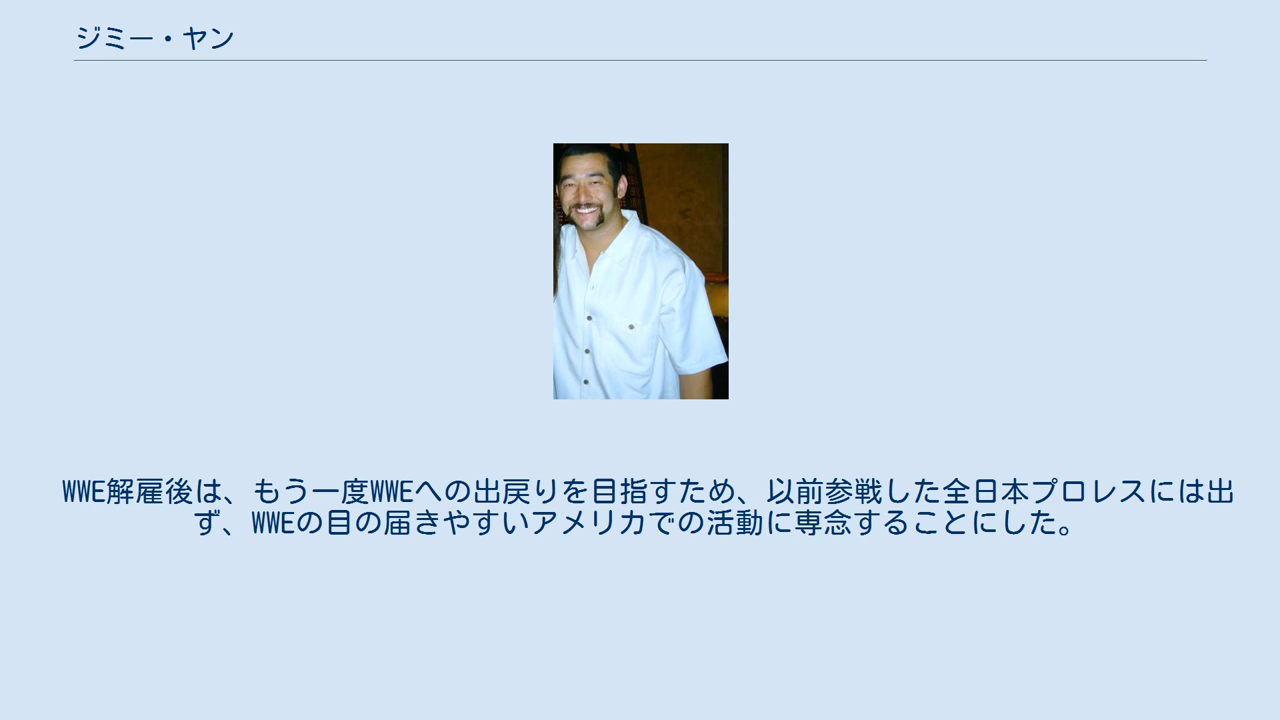 ジミー・ヤン
WWE解雇後は、もう一度WWEへの出戻りを目指すため、以前参戦した全日本プロレスには出
ず、WWEの目の届きやすいアメリカでの活動に専念することにした。